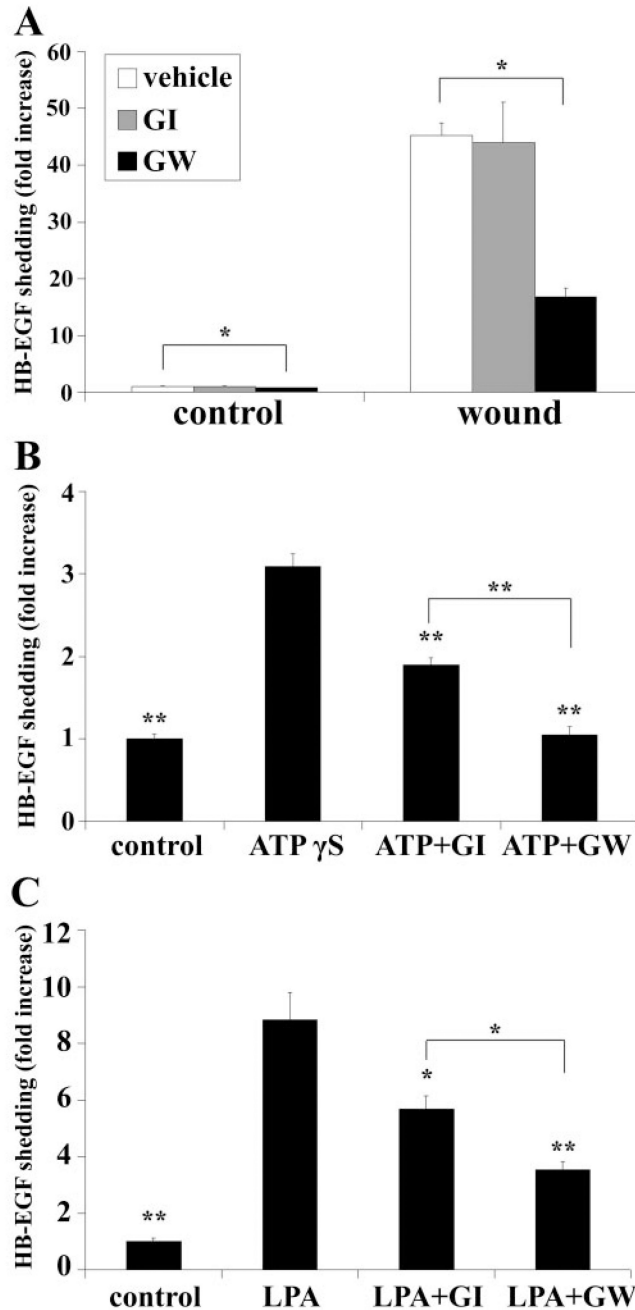 A
HB-EGF shedding (fold increase)
60
50
40
30
20
10
0
vehicle
GI
GW
*
*
control wound
B
HB-EGF shedding (fold increase)
4
3
2
1
0
**
**
**
**
control ATP γS ATP+GI ATP+GW
C
HB-EGF shedding (fold increase)
12
10
8
6
4
2
0
*
*
**
**
control LPA LPA+GI LPA+GW